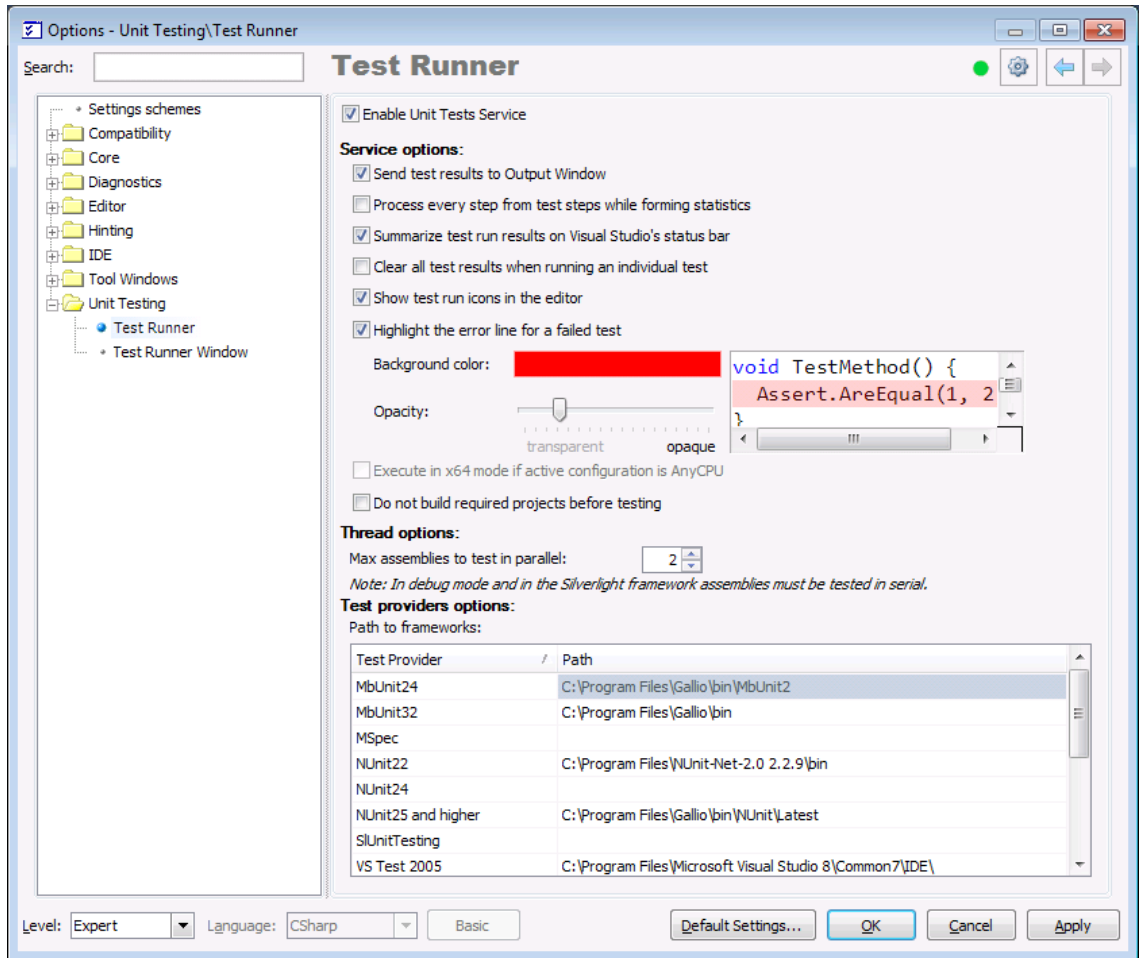 Options - Unit Testing\Test Runner
Search:
Test Runner
Settings schemes
Compatibility
Core
Diagnostics
Editor
Hinting
IDE
Tool Windows
Unit Testing
Test Runner
Test Runner Window
Enable Unit Tests Service
Service options:
Send test results to Output Window
Process every step from test steps while forming statistics
Summarize test run results on Visual Studio's status bar
Clear all test results when running an individual test
Show test run icons in the editor
Highlight the error line for a failed test
Background color:
Opacity:
transparent opaque
void TestMethod() {
Assert.AreEqual(1, 2
}
Execute in x64 mode if active configuration is AnyCPU
Do not build required projects before testing
Thread options:
Max assemblies to test in parallel: 2
Note: In debug mode and in the Silverlight framework assemblies must be tested in serial.
Test providers options:
Path to frameworks:
Test Provider / Path
MbUnit24 C:\Program Files\Gallio\bin\MbUnit2
MbUnit32 C:\Program Files\Gallio\bin
MSpec
NUnit22 C:\Program Files\NUnit-Net-2.0 2.2.9\bin
NUnit24
NUnit25 and higher C:\Program Files\Gallio\bin\NUnit\Latest
SlUnitTesting
VS Test 2005 C:\Program Files\Microsoft Visual Studio 8\Common7\IDE\
Level: Expert Language: CSharp Basic Default Settings... OK Cancel Apply